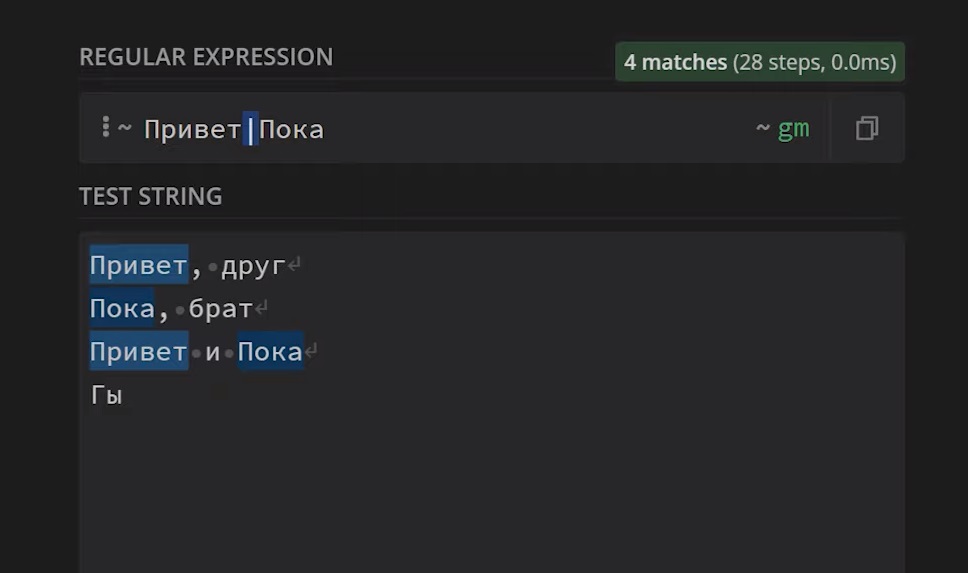 REGULAR EXPRESSION
4 matches (28 steps, 0.0ms)
~ Привет|Пока
~ gm
TEST STRING
Привет, друг
Пока, брат
Привет и Пока
Гы